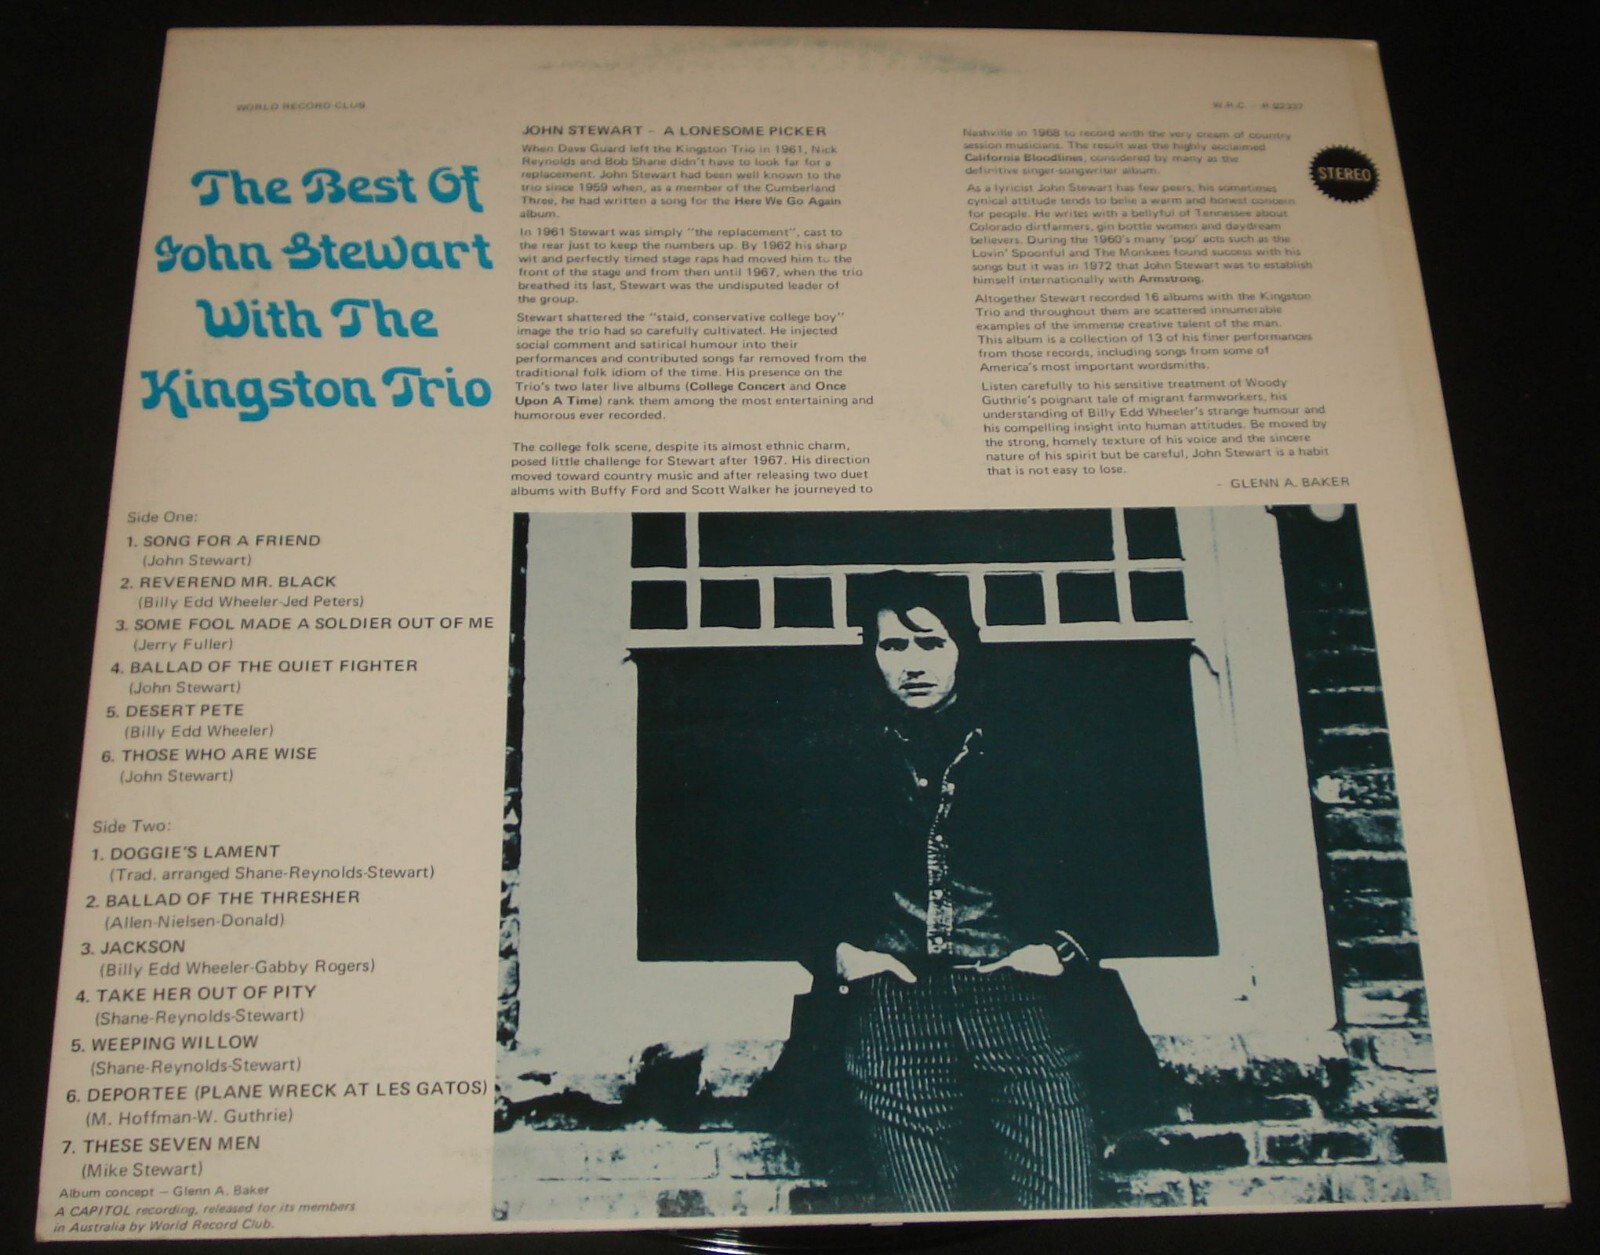 WORLD RECORD CLUB
W.R.C. - R 02337
STEREO
The Best Of
John Stewart
With The
Kingston Trio
JOHN STEWART - A LONESOME PICKER
When Dave Guard left the Kingston Trio in 1961, Nick
Reynolds and Bob Shane didn't have to look far for a
replacement. John Stewart had been well known to the
trio since 1959 when, as a member of the Cumberland
Three, he had written a song for the Here We Go Again
album.
In 1961 Stewart was simply "the replacement", cast to
the rear just to keep the numbers up. By 1962 his sharp
wit and perfectly timed stage raps had moved him to the
front of the stage and from then until 1967, when the trio
breathed its last, Stewart was the undisputed leader of
the group.
Stewart shattered the "staid, conservative college boy"
image the trio had so carefully cultivated. He injected
social comment and satirical humour into their
performances and contributed songs far removed from the
traditional folk idiom of the time. His presence on the
Trio's two later live albums (College Concert and Once
Upon A Time) rank them among the most entertaining and
humorous ever recorded.
The college folk scene, despite its almost ethnic charm,
posed little challenge for Stewart after 1967. His direction
moved toward country music and after releasing two duet
albums with Buffy Ford and Scott Walker he journeyed to
Nashville in 1968 to record with the very cream of country
session musicians. The result was the highly acclaimed
California Bloodlines, considered by many as the
definitive singer-songwriter album.
As a lyricist John Stewart has few peers, his sometimes
cynical attitude tends to belie a warm and honest concern
for people. He writes with a bellyful of Tennessee about
Colorado dirtfarmers, gin bottle women and daydream
believers. During the 1960's many 'pop' acts such as the
Lovin' Spoonful and The Monkees found success with his
songs but it was in 1972 that John Stewart was to establish
himself internationally with Armstrong.
Altogether Stewart recorded 16 albums with the Kingston
Trio and throughout them are scattered innumerable
examples of the immense creative talent of the man.
This album is a collection of 13 of his finer performances
from those records, including songs from some of
America's most important wordsmiths.
Listen carefully to his sensitive treatment of Woody
Guthrie's poignant tale of migrant farmworkers, his
understanding of Billy Edd Wheeler's strange humour and
his compelling insight into human attitudes. Be moved by
the strong, homely texture of his voice and the sincere
nature of his spirit but be careful, John Stewart is a habit
that is not easy to lose.
- GLENN A. BAKER
Side One:
1. SONG FOR A FRIEND
(John Stewart)
2. REVEREND MR. BLACK
(Billy Edd Wheeler-Jed Peters)
3. SOME FOOL MADE A SOLDIER OUT OF ME
(Jerry Fuller)
4. BALLAD OF THE QUIET FIGHTER
(John Stewart)
5. DESERT PETE
(Billy Edd Wheeler)
6. THOSE WHO ARE WISE
(John Stewart)
Side Two:
1. DOGGIE'S LAMENT
(Trad. arranged Shane-Reynolds-Stewart)
2. BALLAD OF THE THRESHER
(Allen-Nielsen-Donald)
3. JACKSON
(Billy Edd Wheeler-Gabby Rogers)
4. TAKE HER OUT OF PITY
(Shane-Reynolds-Stewart)
5. WEEPING WILLOW
(Shane-Reynolds-Stewart)
6. DEPORTEE (PLANE WRECK AT LES GATOS)
(M. Hoffman-W. Guthrie)
7. THESE SEVEN MEN
(Mike Stewart)
Album concept - Glenn A. Baker
A CAPITOL recording, released for its members
in Australia by World Record Club.